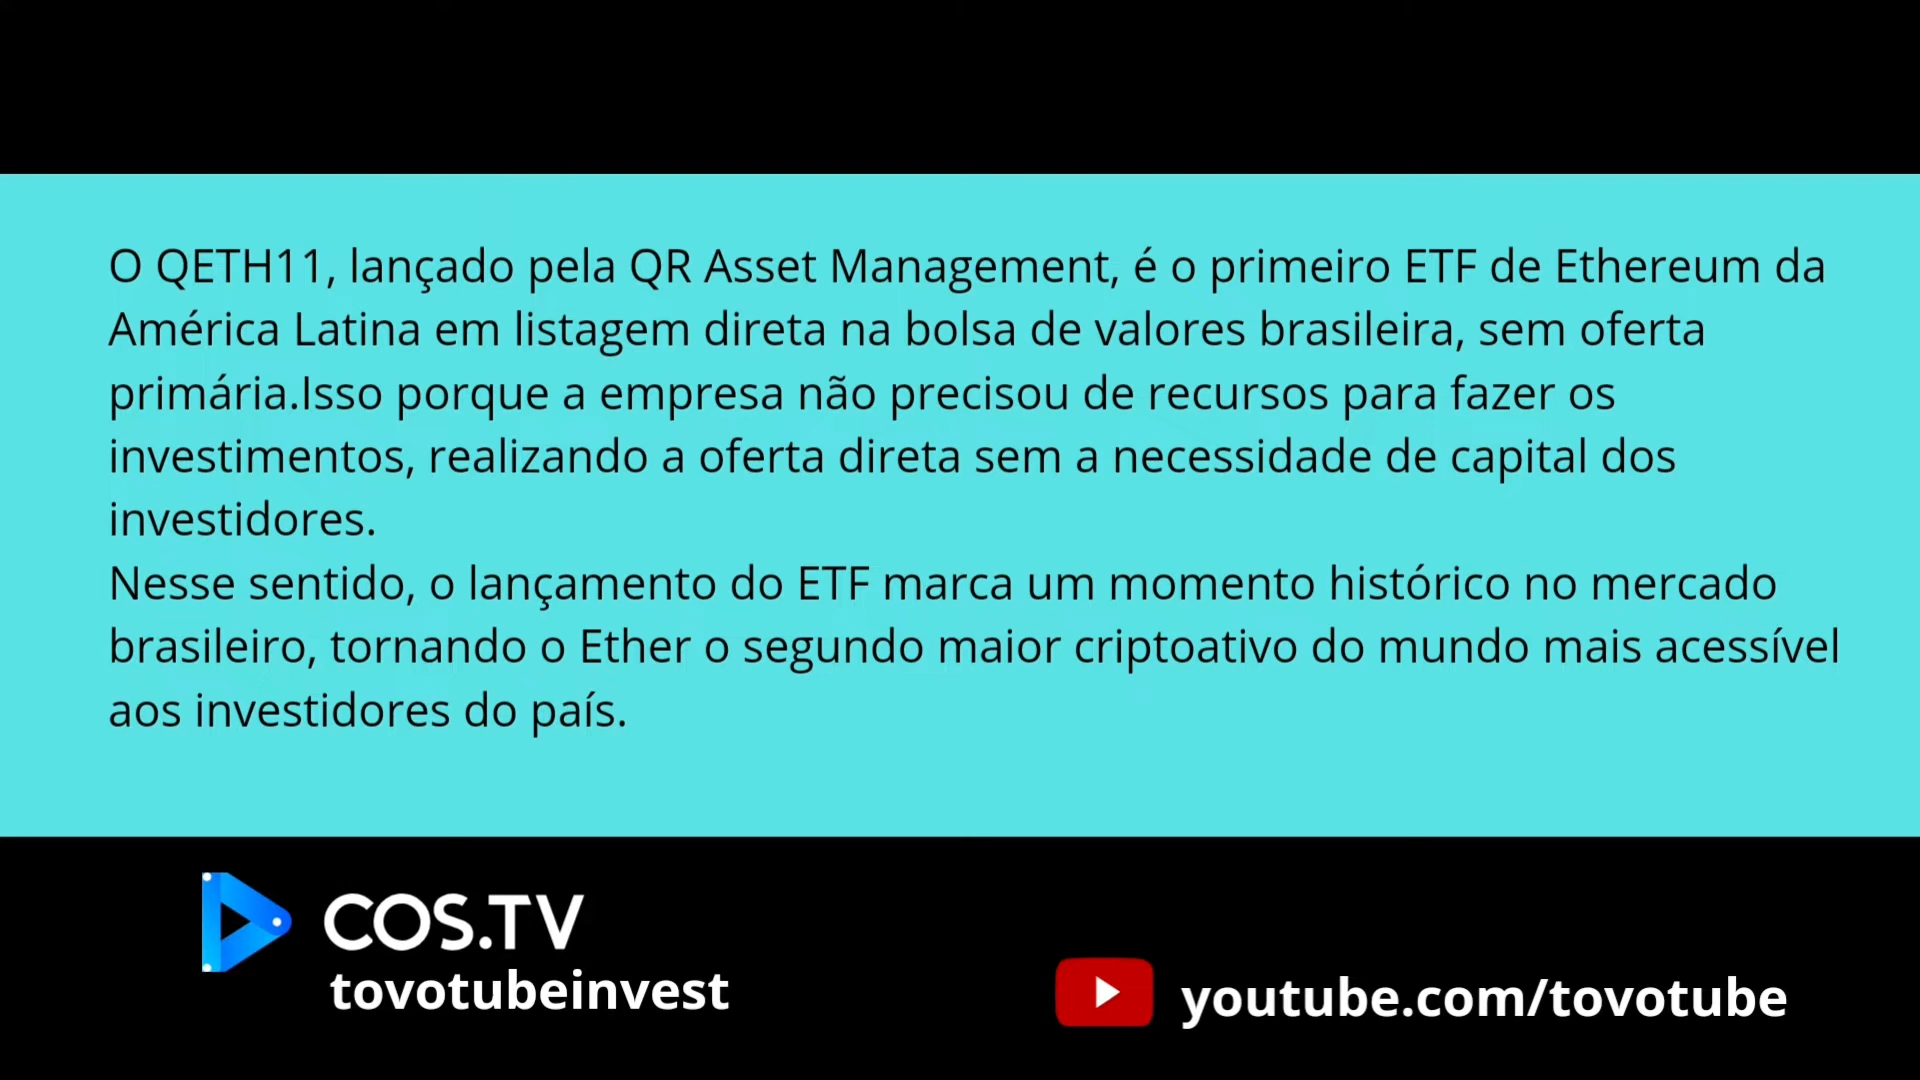 O QETH11, lançado pela QR Asset Management, é o primeiro ETF de Ethereum da
América Latina em listagem direta na bolsa de valores brasileira, sem oferta
primária.Isso porque a empresa não precisou de recursos para fazer os
investimentos, realizando a oferta direta sem a necessidade de capital dos
investidores.
Nesse sentido, o lançamento do ETF marca um momento histórico no mercado
brasileiro, tornando o Ether o segundo maior criptoativo do mundo mais acessível
aos investidores do país.
COS.TV
tovotubeinvest
youtube.com/tovotube